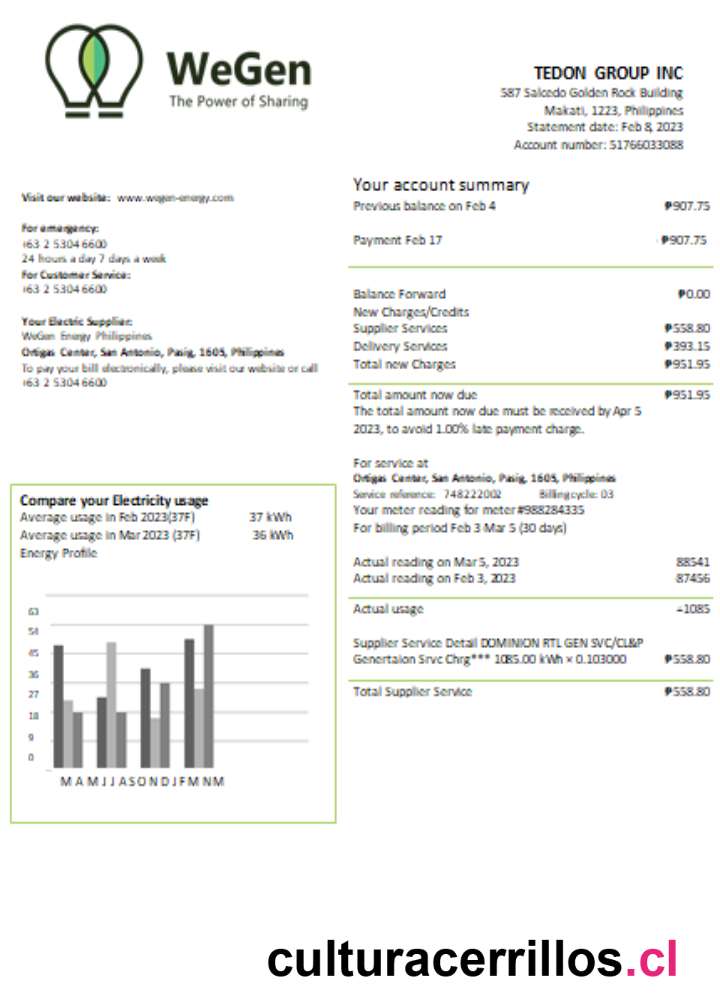 WeGen
The Power of Sharing
TEDON GROUP INC
587 Salcedo Golden Rock Building
Makati, 1223, Philippines
Statement date: Feb 8, 2023
Account number: 51766033088
Visit our website: www.wegen-energy.com
For emergency:
+63 2 5304 6600
24 hours a day 7 days a week
For Customer Service:
+63 2 5304 6600
Your Electric Supplier:
WeGen Energy Philippines
Ortigas Center, San Antonio, Pasig, 1605, Philippines
To pay your bill electronically, please visit our website or call
+63 2 5304 6600
Your account summary
Previous balance on Feb 4 ₱907.75
Payment Feb 17 -₱907.75
Balance Forward ₱0.00
New Charges/Credits
Supplier Services ₱558.80
Delivery Services ₱393.15
Total new Charges ₱951.95
Total amount now due ₱951.95
The total amount now due must be received by Apr 5
2023, to avoid 1.00% late payment charge.
For service at
Ortigas Center, San Antonio, Pasig, 1605, Philippines
Service reference: 748222002 Billing cycle: 03
Your meter reading for meter #988284335
For billing period Feb 3 Mar 5 (30 days)
Actual reading on Mar 5, 2023 88541
Actual reading on Feb 3, 2023 87456
Actual usage =1085
Supplier Service Detail DOMINION RTL GEN SVC/CL&P
Genertaion Srvc Chrg*** 1085.00 kWh × 0.103000 ₱558.80
Total Supplier Service ₱558.80
Compare your Electricity usage
Average usage in Feb 2023(37F) 37 kWh
Average usage in Mar 2023 (37F) 36 kWh
Energy Profile
63
54
45
36
27
18
9
0
M A M J J A S O N D J F M N M
culturacerrillos.cl